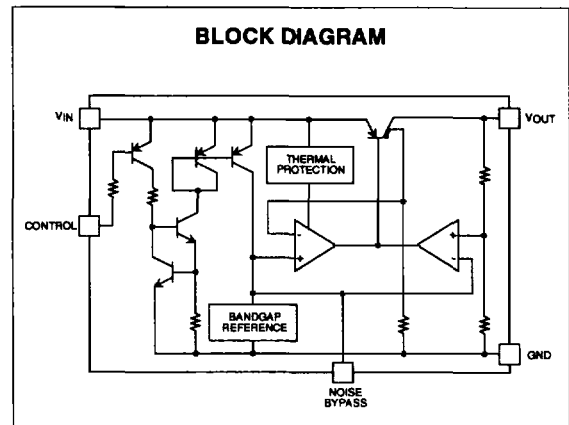 BLOCK DIAGRAM
VIN
VOUT
THERMAL
PROTECTION
-
+
+
-
CONTROL
BANDGAP
REFERENCE
GND
NOISE
BYPASS